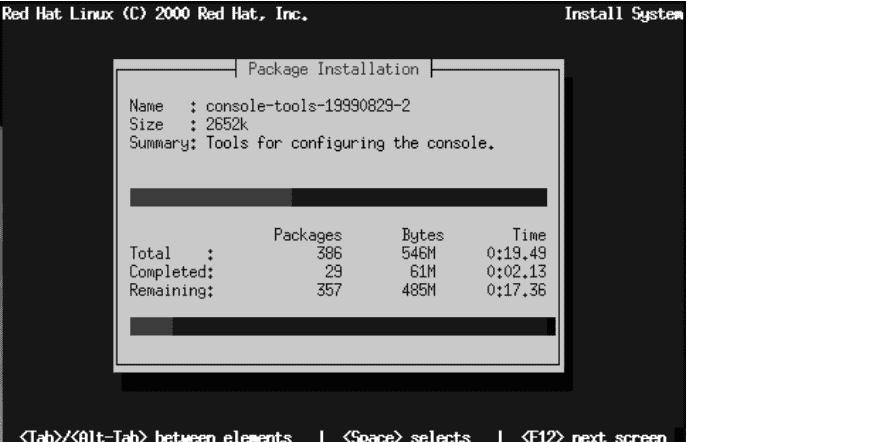 Red Hat Linux (C) 2000 Red Hat, Inc. Install System
Package Installation
Name : console-tools-19990829-2
Size : 2652k
Summary: Tools for configuring the console.
Packages Bytes Time
Total : 386 546M 0:19.49
Completed: 29 61M 0:02.13
Remaining: 357 485M 0:17.36
<Tab>/<Alt-Tab> between elements | <Space> selects | <F12> next screen